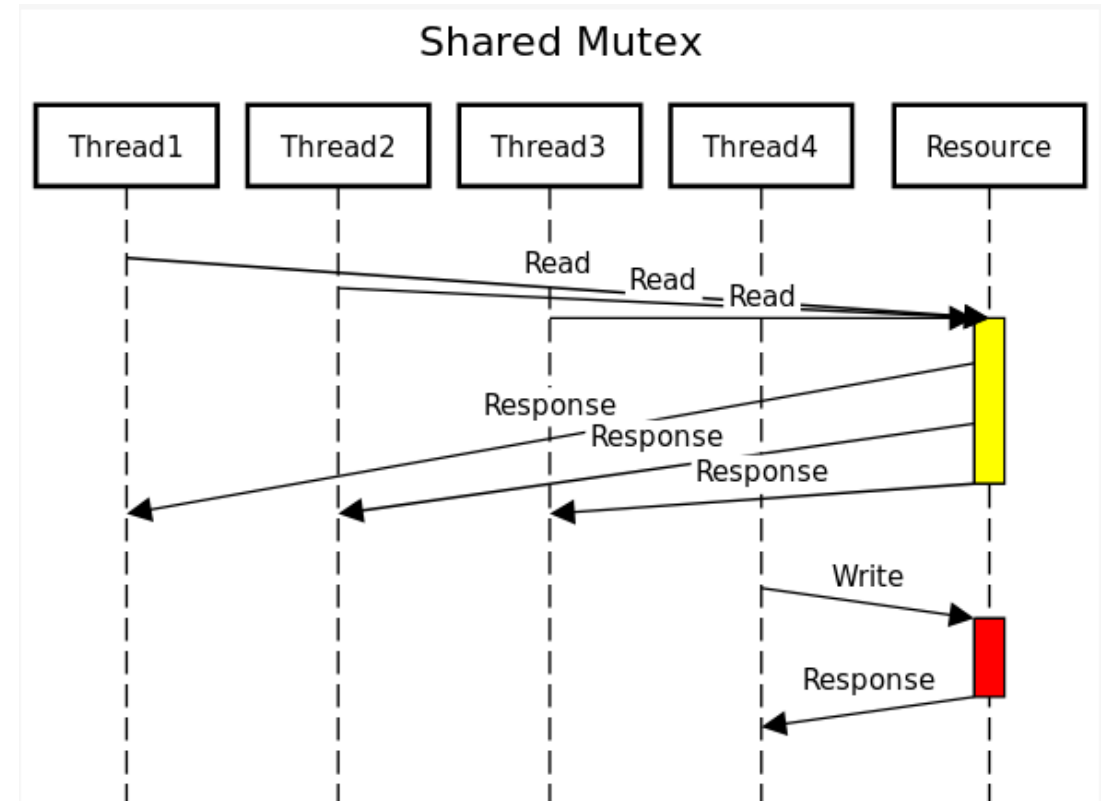 Shared Mutex
Thread1
Thread2
Thread3
Thread4
Resource
Read
Read
Read
Response
Response
Response
Write
Response